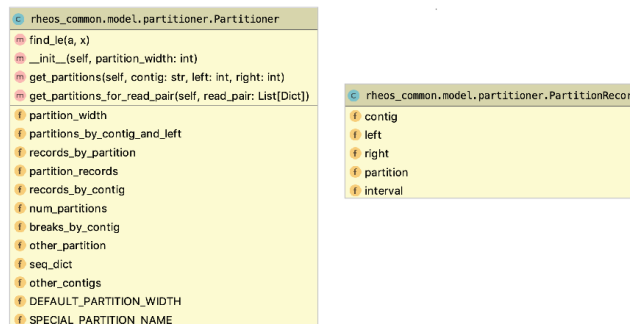 c rheos_common.model.partitioner.Partitioner
m find_le(a, x)
m __init__(self, partition_width: int)
m get_partitions(self, contig: str, left: int, right: int)
m get_partitions_for_read_pair(self, read_pair: List[Dict])
f partition_width
f partitions_by_contig_and_left
f records_by_partition
f partition_records
f records_by_contig
f num_partitions
f breaks_by_contig
f other_partition
f seq_dict
f other_contigs
f DEFAULT_PARTITION_WIDTH
f SPECIAL_PARTITION_NAME
c rheos_common.model.partitioner.PartitionRecor
f contig
f left
f right
f partition
f interval